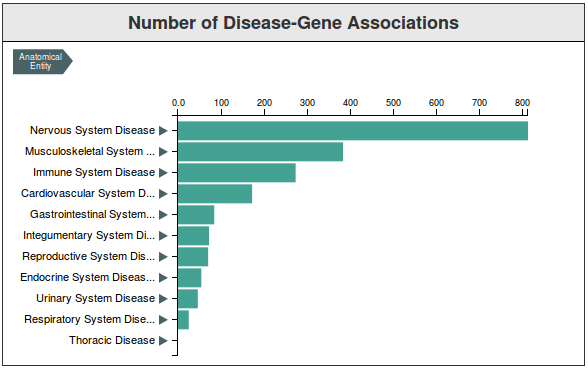 Number of Disease-Gene Associations
Anatomical
Entity
0.0 100 200 300 400 500 600 700 800
Nervous System Disease
Musculoskeletal System ...
Immune System Disease
Cardiovascular System D...
Gastrointestinal System...
Integumentary System Di...
Reproductive System Dis...
Endocrine System Diseas...
Urinary System Disease
Respiratory System Dise...
Thoracic Disease